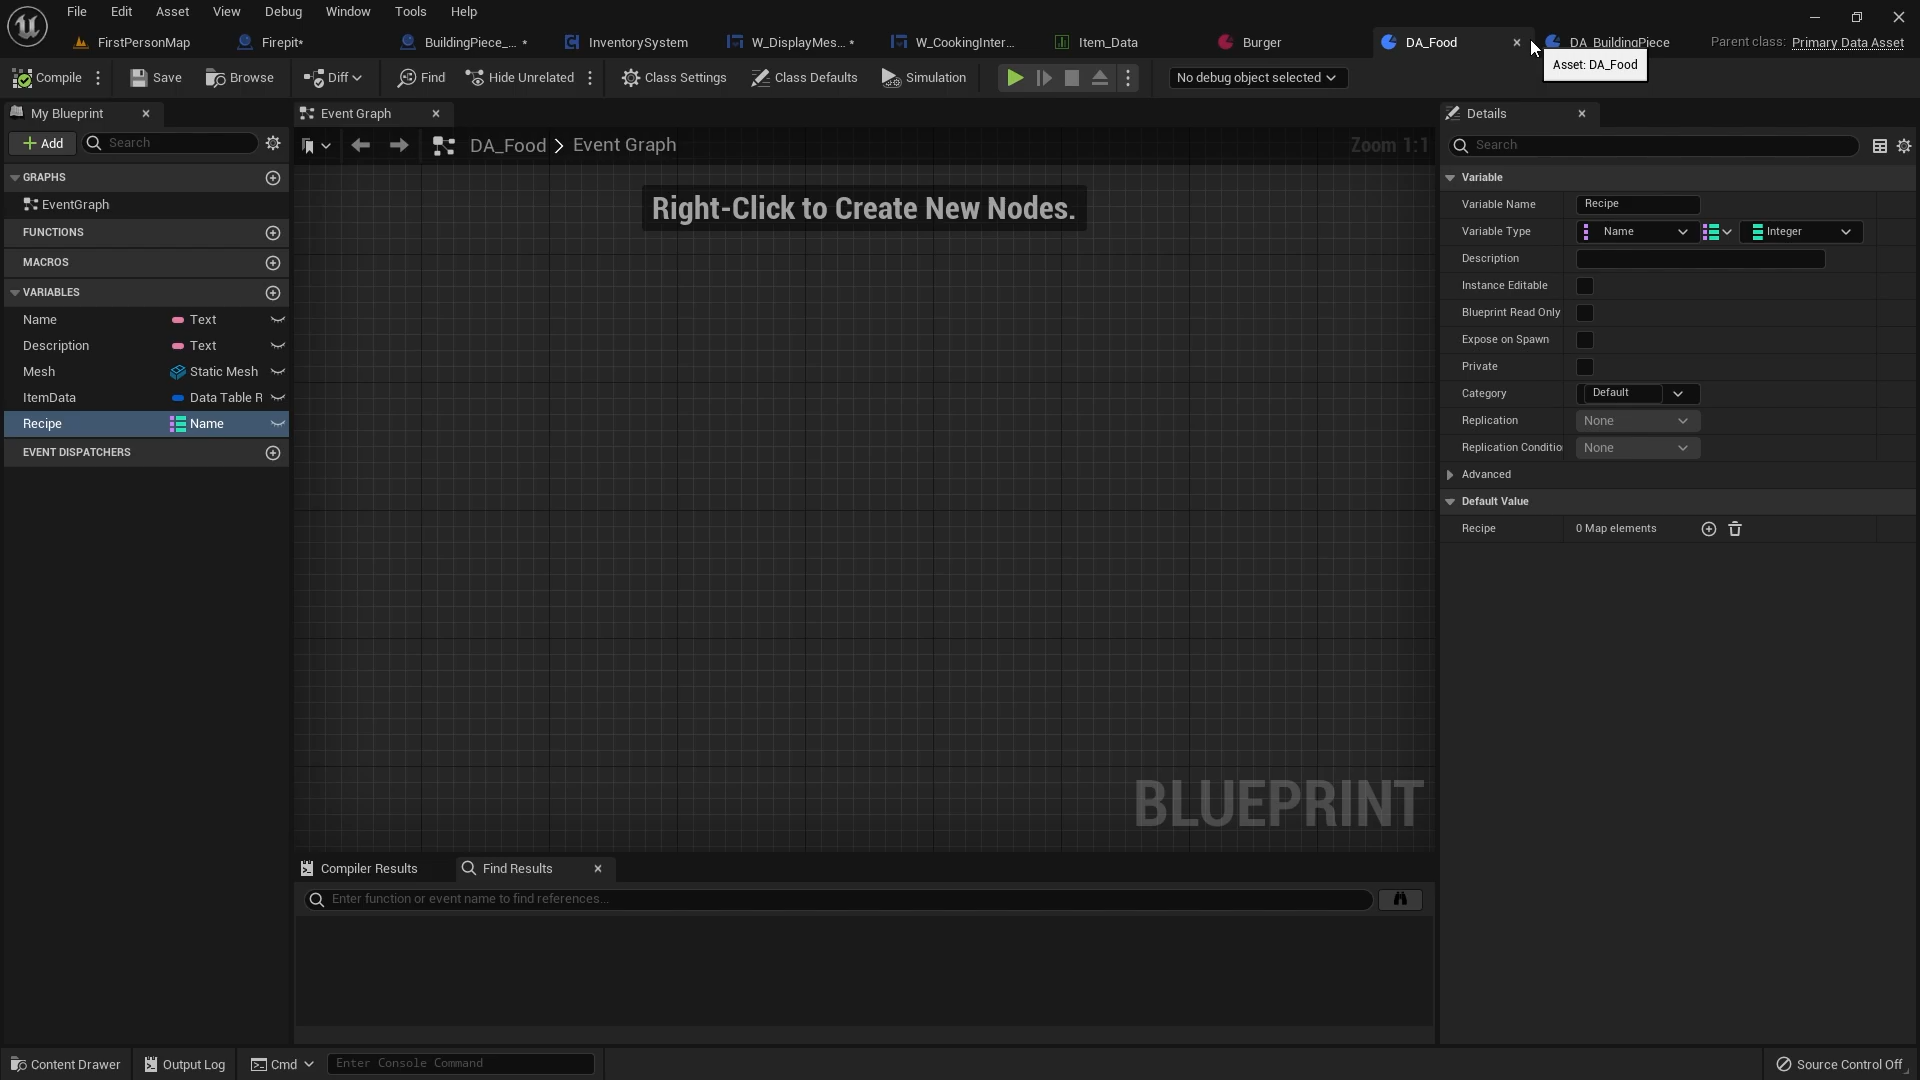 File Edit Asset View Debug Window Tools Help
FirstPersonMap Firepit* BuildingPiece_... * InventorySystem W_DisplayMes... * W_CookingInter... Item_Data Burger DA_Food DA_BuildingPiece Parent class: Primary Data Asset
Asset: DA_Food
Compile Save Browse Diff Find Hide Unrelated Class Settings Class Defaults Simulation No debug object selected
My Blueprint Event Graph Details
Add Search DA_Food > Event Graph Zoom 1:1 Search
Right-Click to Create New Nodes.
GRAPHS
EventGraph
FUNCTIONS
MACROS
VARIABLES
Name Text
Description Text
Mesh Static Mesh
ItemData Data Table R
Recipe Name
EVENT DISPATCHERS
Variable
Variable Name Recipe
Variable Type Name Integer
Description
Instance Editable
Blueprint Read Only
Expose on Spawn
Private
Category Default
Replication None
Replication Conditio None
Advanced
Default Value
Recipe 0 Map elements
BLUEPRINT
Compiler Results Find Results
Enter function or event name to find references...
Content Drawer Output Log Cmd Enter Console Command Source Control Off